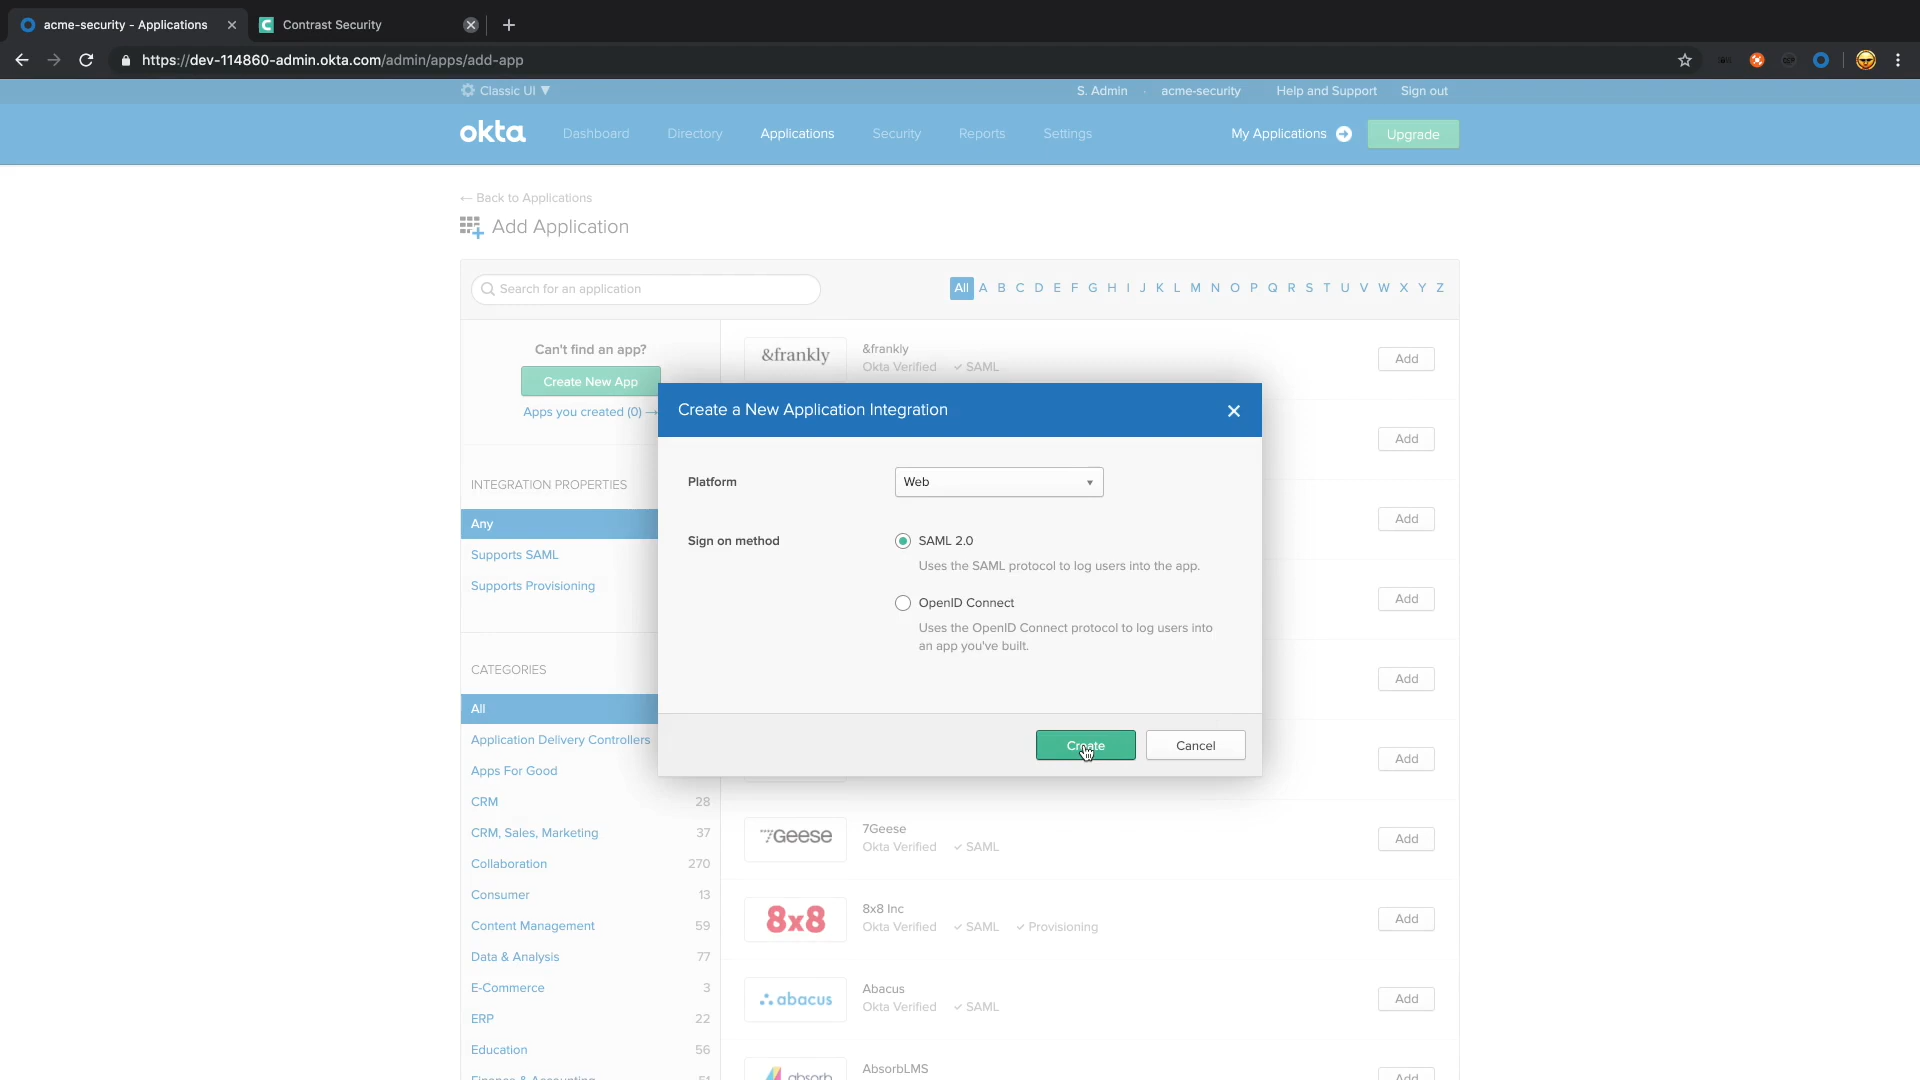 acme-security - Applications
Contrast Security
https://dev-114860-admin.okta.com/admin/apps/add-app
Classic UI ▼
S. Admin · acme-security Help and Support Sign out
okta Dashboard Directory Applications Security Reports Settings My Applications Upgrade
← Back to Applications
Add Application
Search for an application
All A B C D E F G H I J K L M N O P Q R S T U V W X Y Z
Can't find an app?
Create New App
Apps you created (0) →
INTEGRATION PROPERTIES
Any
Supports SAML
Supports Provisioning
CATEGORIES
All
Application Delivery Controllers
Apps For Good
CRM 28
CRM, Sales, Marketing 37
Collaboration 270
Consumer 13
Content Management 59
Data & Analysis 77
E-Commerce 3
ERP 22
Education 56
&frankly
&frankly
Okta Verified ✓ SAML
Add
Add
Add
Add
Add
Add
Create a New Application Integration
Platform
Web
Sign on method
SAML 2.0
Uses the SAML protocol to log users into the app.
OpenID Connect
Uses the OpenID Connect protocol to log users into
an app you've built.
Create
Cancel
7Geese
7Geese
Okta Verified ✓ SAML
Add
8x8
8x8 Inc
Okta Verified ✓ SAML ✓ Provisioning
Add
abacus
Abacus
Okta Verified ✓ SAML
Add
absorb
AbsorbLMS
Add